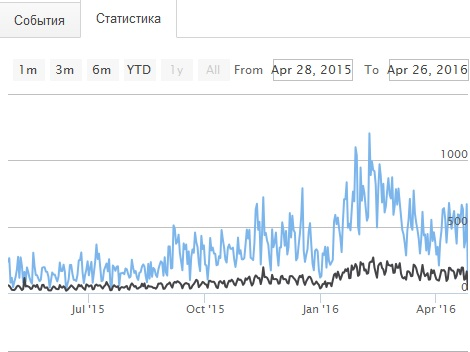 События Статистика
1m 3m 6m YTD 1y All From Apr 28, 2015 To Apr 26, 2016
1000
500
0
Jul '15 Oct '15 Jan '16 Apr '16